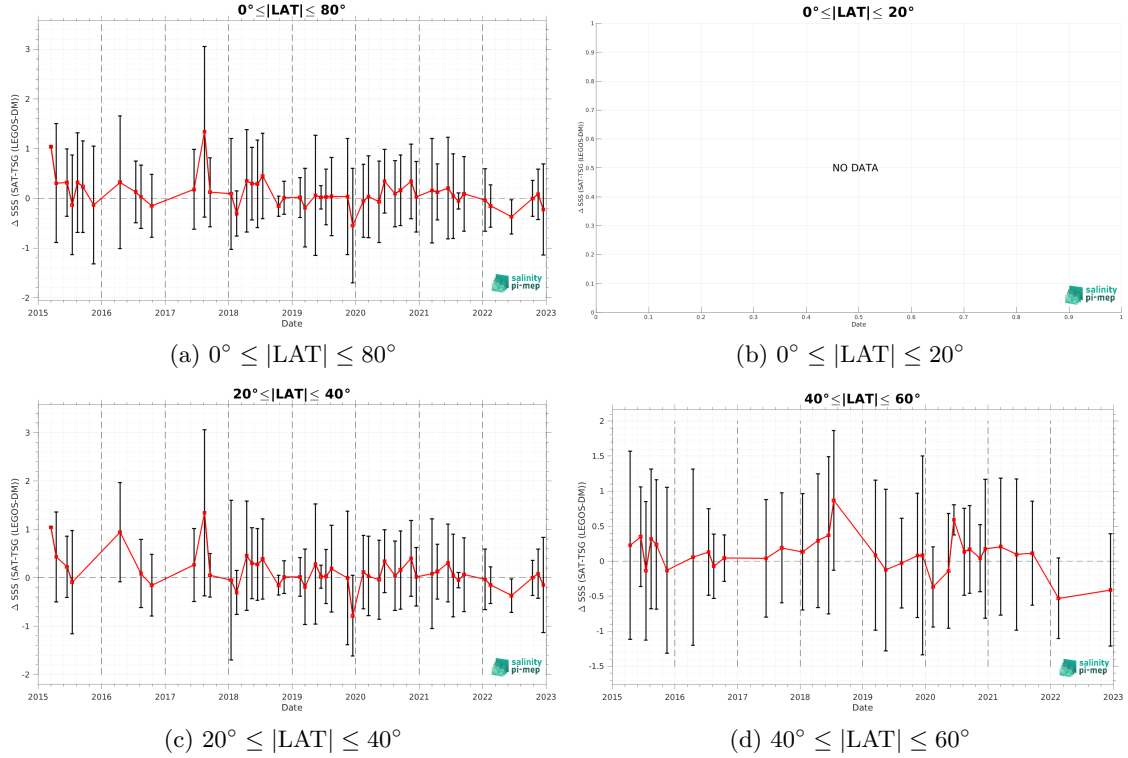 0°≤|LAT|≤ 80°
Δ SSS (SAT-TSG (LEGOS-DM))
3
2
1
0
-1
-2
2015 2016 2017 2018 2019 2020 2021 2022 2023
Date
salinity
pi-mep
(a) 0° ≤ |LAT| ≤ 80°
0°≤|LAT|≤ 20°
Δ SSS (SAT-TSG (LEGOS-DM))
1
0.9
0.8
0.7
0.6
0.5
0.4
0.3
0.2
0.1
0
NO DATA
0 0.1 0.2 0.3 0.4 0.5 0.6 0.7 0.8 0.9 1
Date
salinity
pi-mep
(b) 0° ≤ |LAT| ≤ 20°
20°≤|LAT|≤ 40°
Δ SSS (SAT-TSG (LEGOS-DM))
3
2
1
0
-1
-2
2015 2016 2017 2018 2019 2020 2021 2022 2023
Date
salinity
pi-mep
(c) 20° ≤ |LAT| ≤ 40°
40°≤|LAT|≤ 60°
Δ SSS (SAT-TSG (LEGOS-DM))
2
1.5
1
0.5
0
-0.5
-1
-1.5
2015 2016 2017 2018 2019 2020 2021 2022 2023
Date
salinity
pi-mep
(d) 40° ≤ |LAT| ≤ 60°